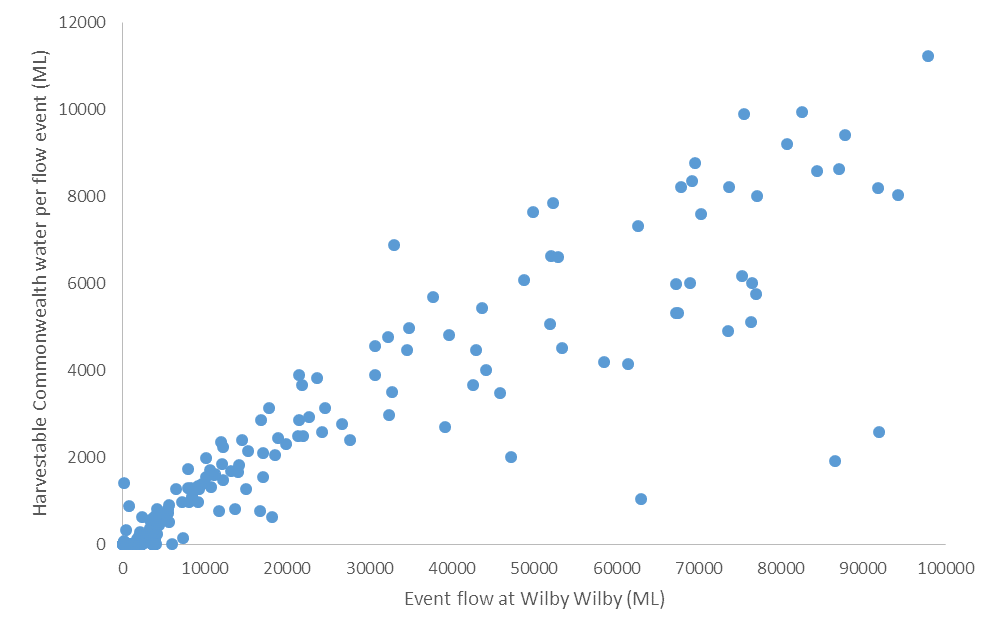 12000
10000
8000
6000
4000
2000
0
Harvestable Commonwealth water per flow event (ML)
0 10000 20000 30000 40000 50000 60000 70000 80000 90000 100000
Event flow at Wilby Wilby (ML)